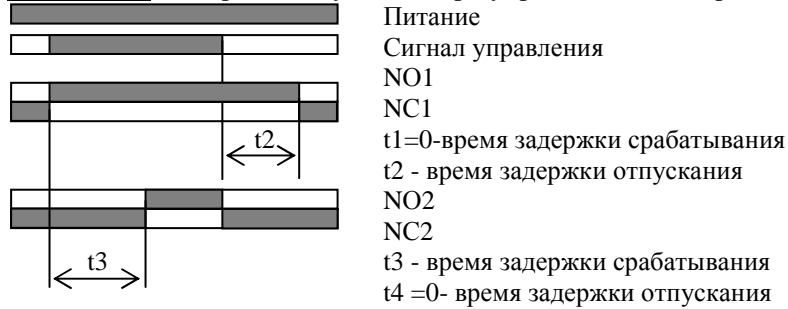 Питание
Сигнал управления
NO1
NC1
t1=0-время задержки срабатывания
t2
t2 - время задержки отпускания
NO2
NC2
t3
t3 - время задержки срабатывания
t4 =0- время задержки отпускания